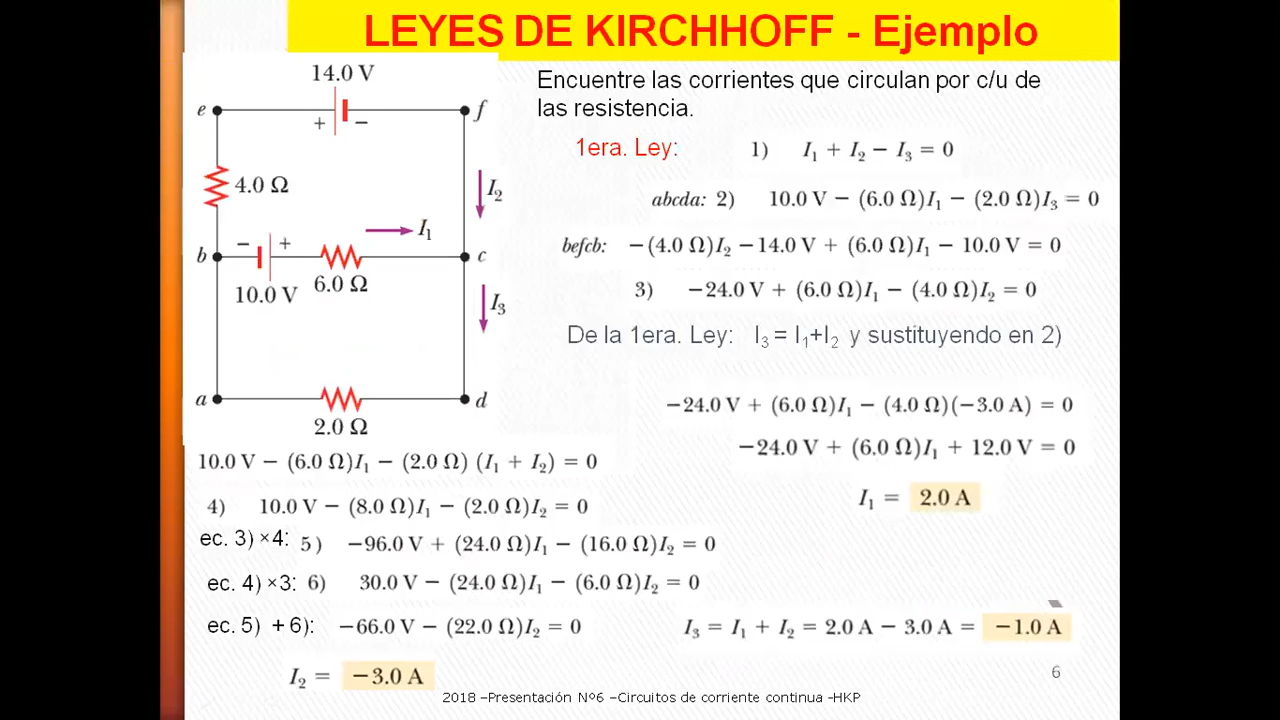 LEYES DE KIRCHHOFF - Ejemplo
14.0 V
e
+
−
f
4.0 Ω
I₂
b
−
+
I₁
c
10.0 V
6.0 Ω
I₃
a
d
2.0 Ω
Encuentre las corrientes que circulan por c/u de
las resistencia.
1era. Ley: 1) I₁ + I₂ − I₃ = 0
abcda: 2) 10.0 V − (6.0 Ω)I₁ − (2.0 Ω)I₃ = 0
befcb: −(4.0 Ω)I₂ −14.0 V + (6.0 Ω)I₁ − 10.0 V = 0
3) −24.0 V + (6.0 Ω)I₁ − (4.0 Ω)I₂ = 0
De la 1era. Ley: I₃ = I₁+I₂ y sustituyendo en 2)
10.0 V − (6.0 Ω)I₁ − (2.0 Ω) (I₁ + I₂) = 0
4) 10.0 V − (8.0 Ω)I₁ − (2.0 Ω)I₂ = 0
ec. 3) ×4: 5) −96.0 V + (24.0 Ω)I₁ − (16.0 Ω)I₂ = 0
ec. 4) ×3: 6) 30.0 V − (24.0 Ω)I₁ − (6.0 Ω)I₂ = 0
ec. 5) + 6): −66.0 V − (22.0 Ω)I₂ = 0
I₂ = −3.0 A
−24.0 V + (6.0 Ω)I₁ − (4.0 Ω)(−3.0 A) = 0
−24.0 V + (6.0 Ω)I₁ + 12.0 V = 0
I₁ = 2.0 A
I₃ = I₁ + I₂ = 2.0 A − 3.0 A = −1.0 A
6
2018 –Presentación Nº6 –Circuitos de corriente continua -HKP